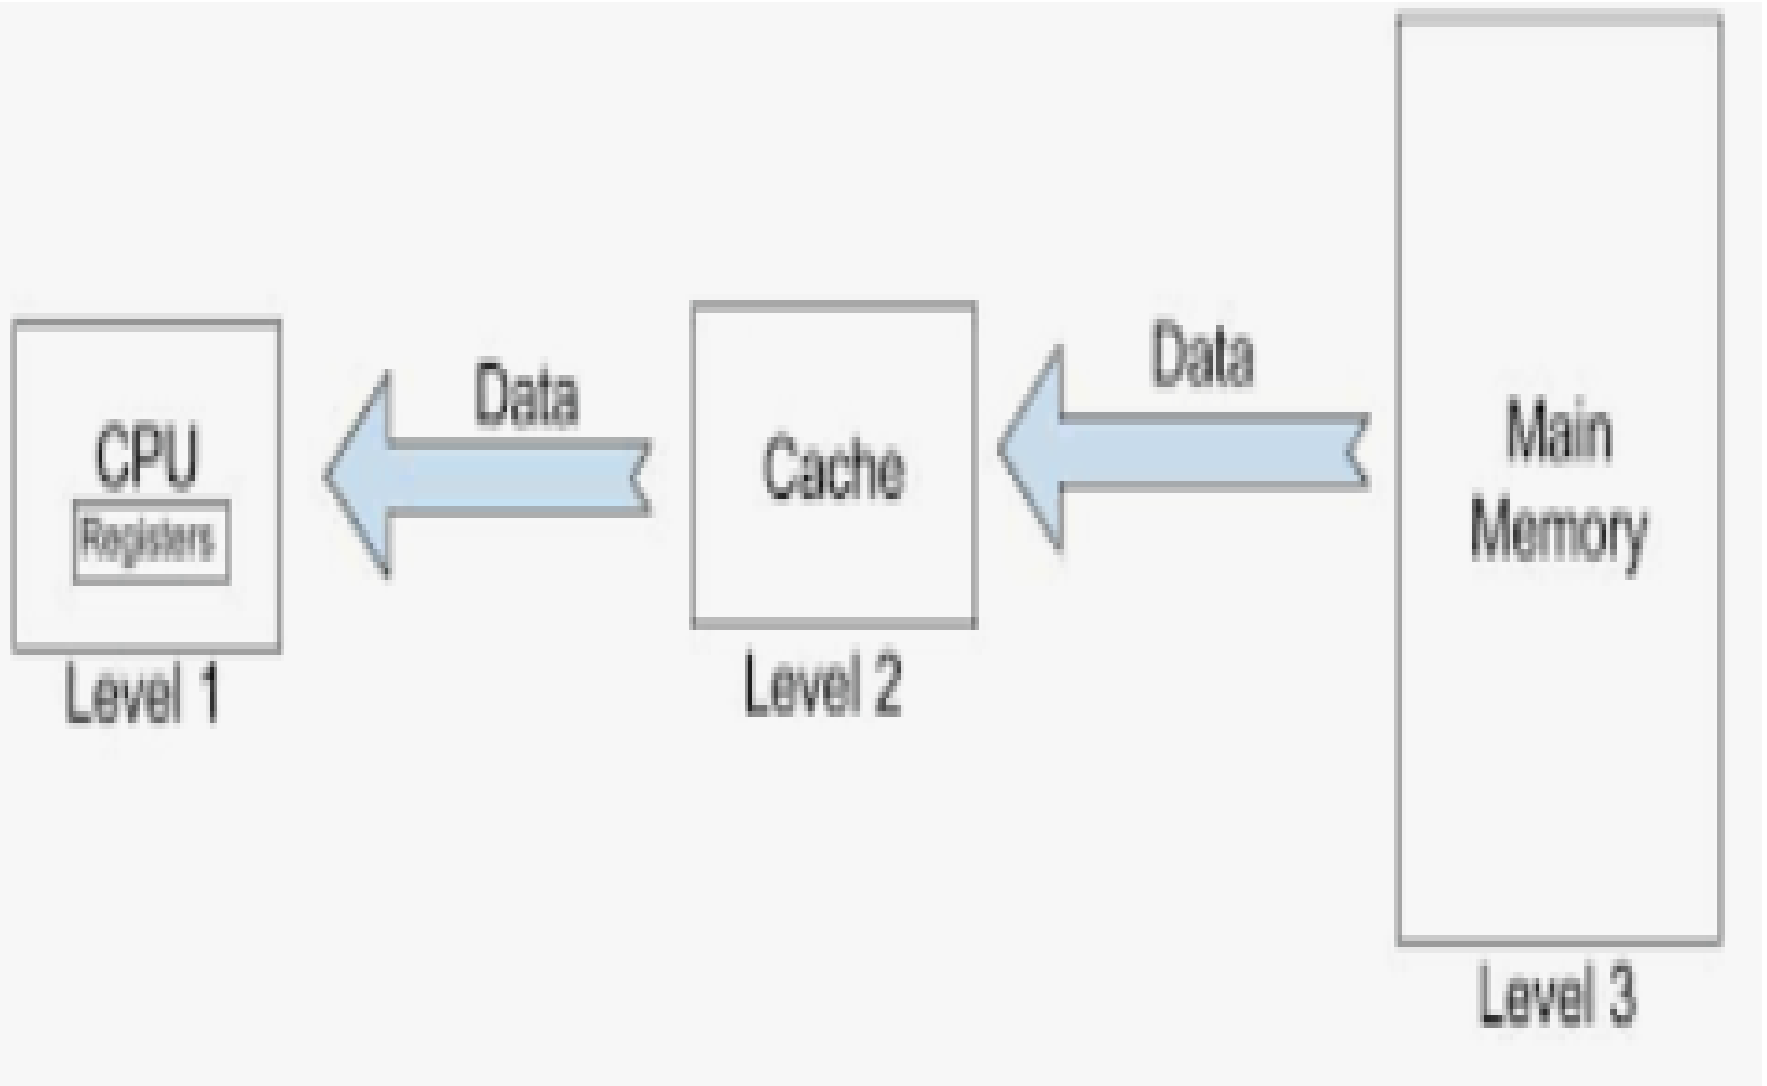 CPU
Registers
Level 1
Data
Cache
Level 2
Data
Main
Memory
Level 3